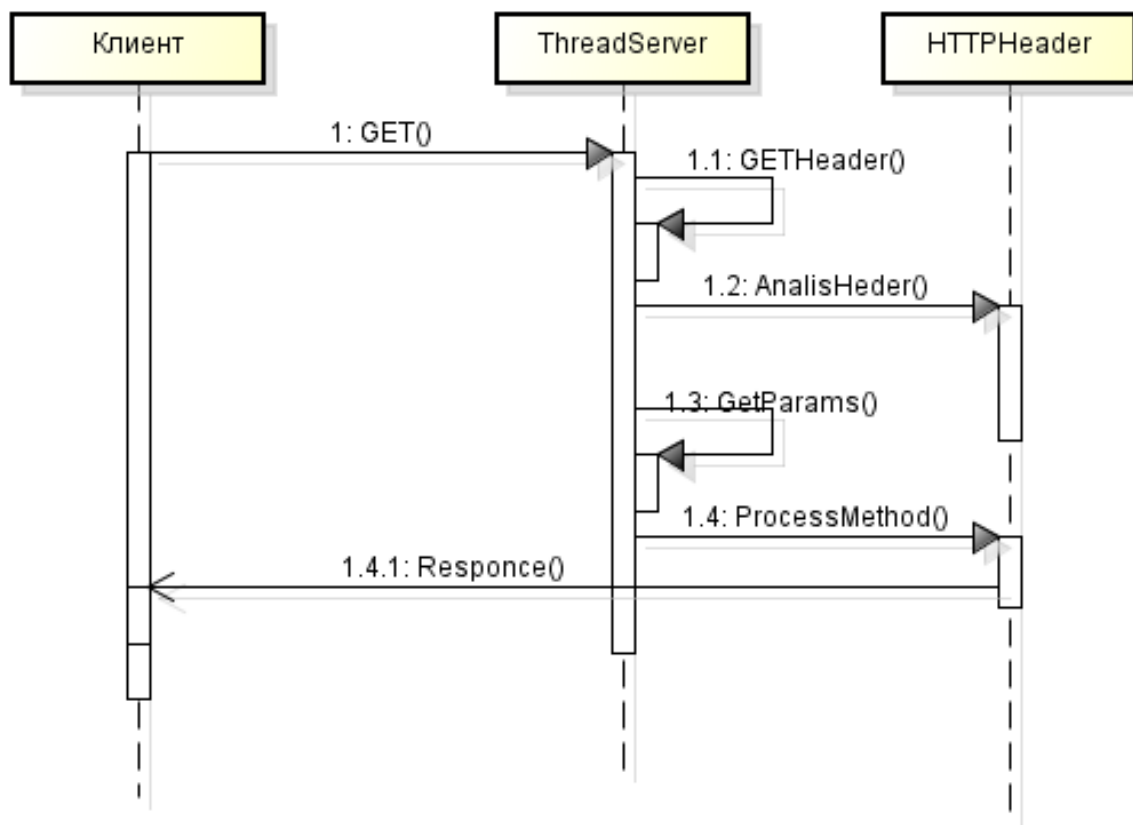 Клиент
ThreadServer
HTTPHeader
1: GET()
1.1: GETHeader()
1.2: AnalisHeder()
1.3: GetParams()
1.4: ProcessMethod()
1.4.1: Responce()